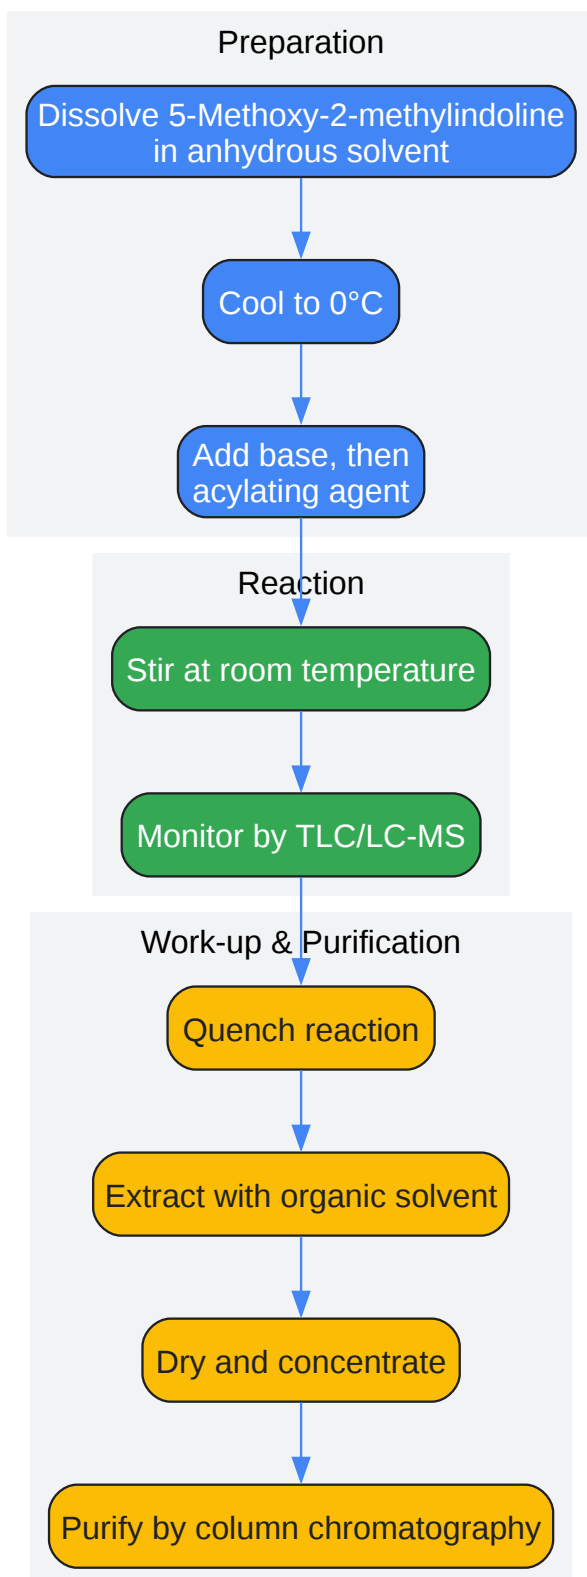 Preparation
Dissolve 5-Methoxy-2-methylindoline
in anhydrous solvent
Cool to 0°C
Add base, then
acylating agent
Reaction
Stir at room temperature
Monitor by TLC/LC-MS
Work-up & Purification
Quench reaction
Extract with organic solvent
Dry and concentrate
Purify by column chromatography